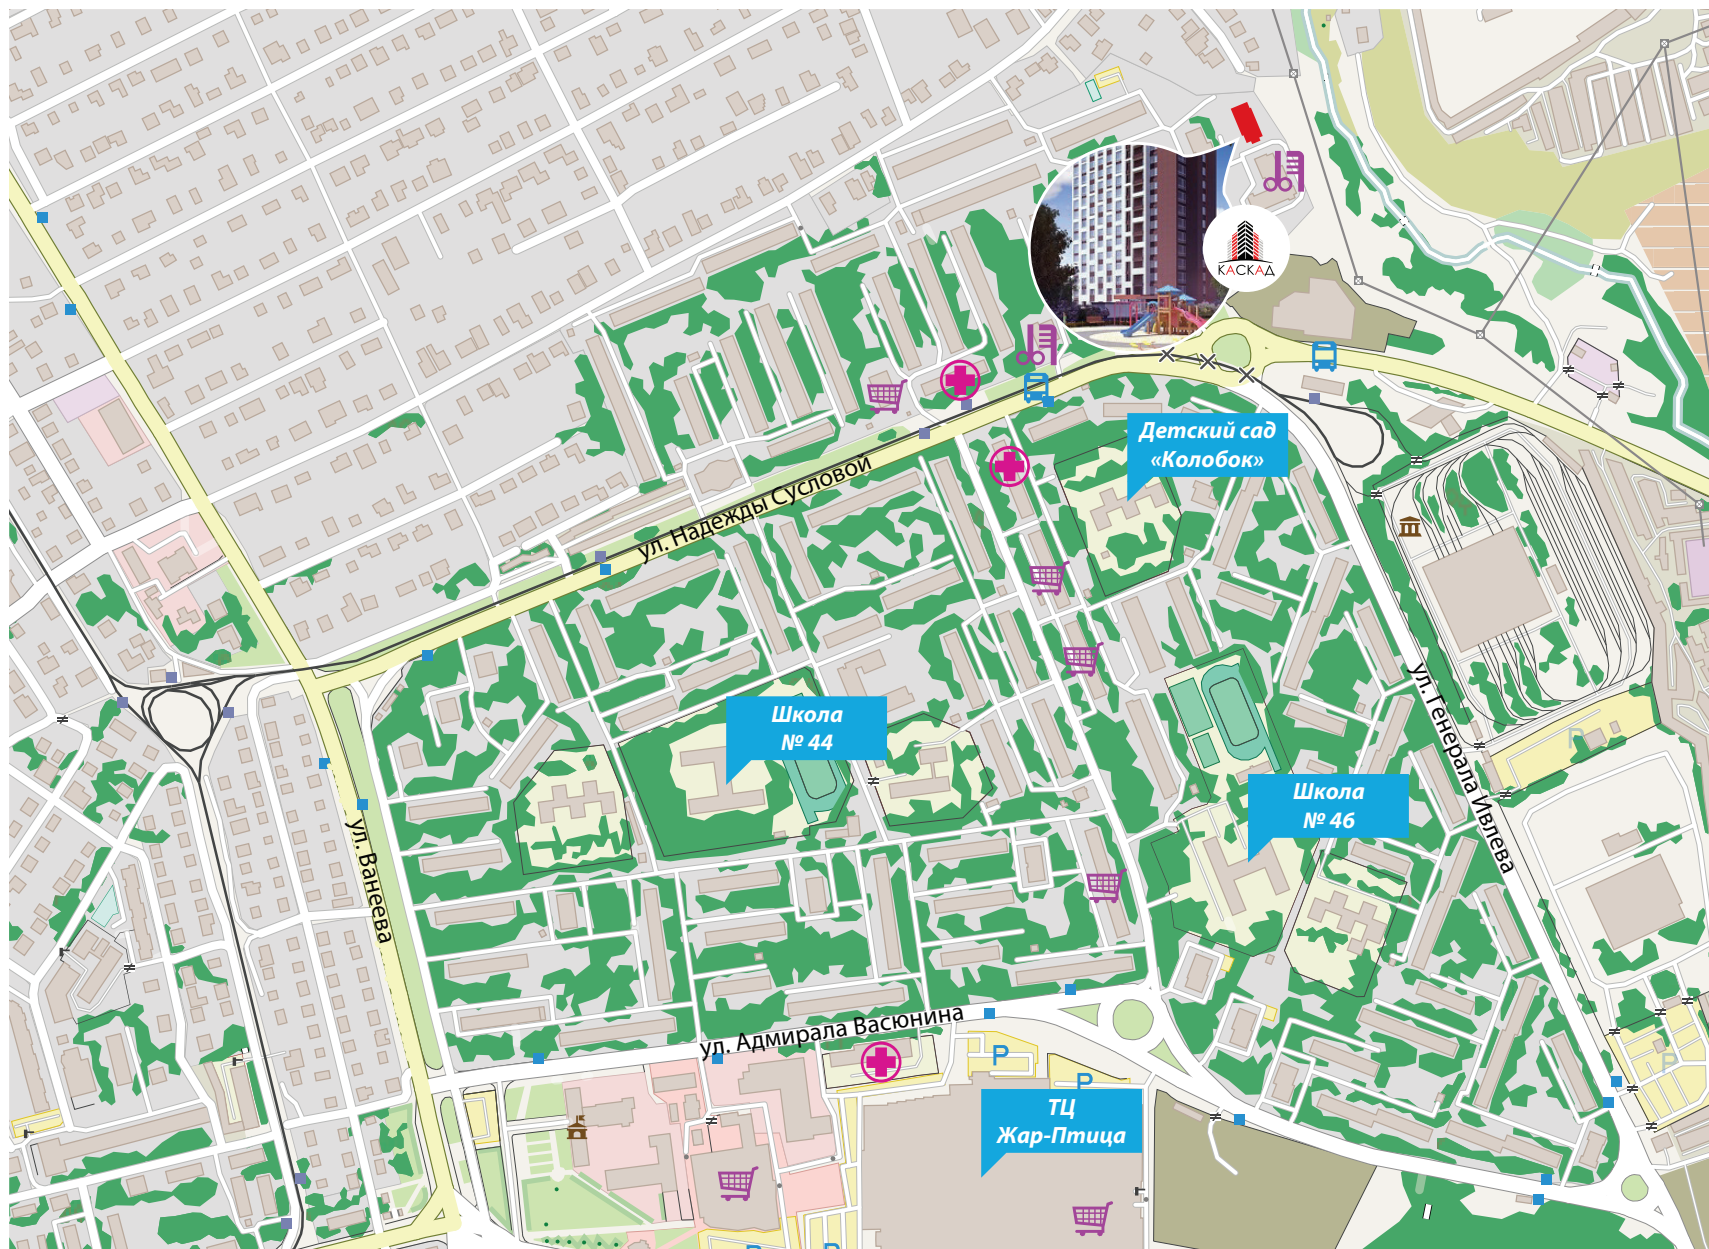 КАСКАД
Детский сад
«Колобок»
ул. Надежды Сусловой
ул. Генерала Ивлева
Школа
№ 44
Школа
№ 46
ул. Ванеева
ул. Адмирала Васюнина
P
P
P
P
P
P
ТЦ
Жар-Птица